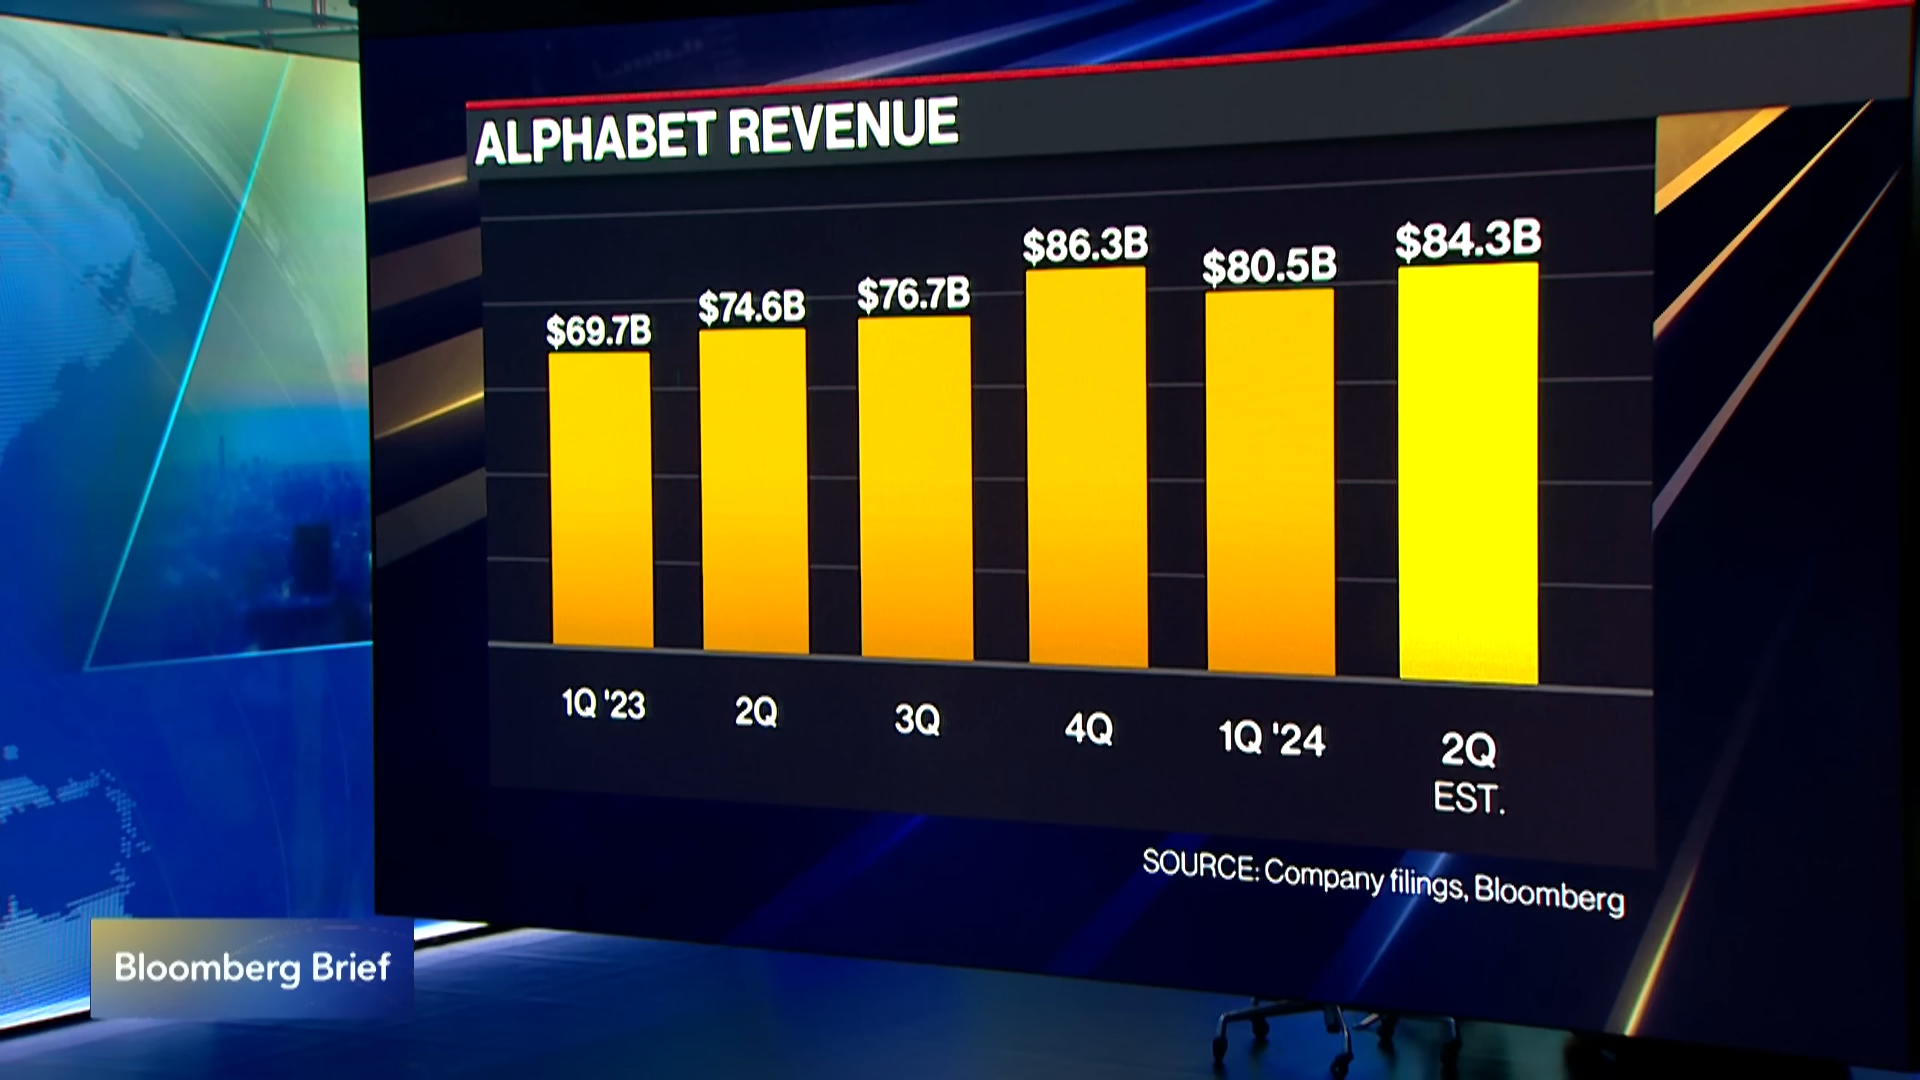 ALPHABET REVENUE
$69.7B
$74.6B
$76.7B
$86.3B
$80.5B
$84.3B
1Q '23
2Q
3Q
4Q
1Q '24
2Q
EST.
SOURCE: Company filings, Bloomberg
Bloomberg Brief